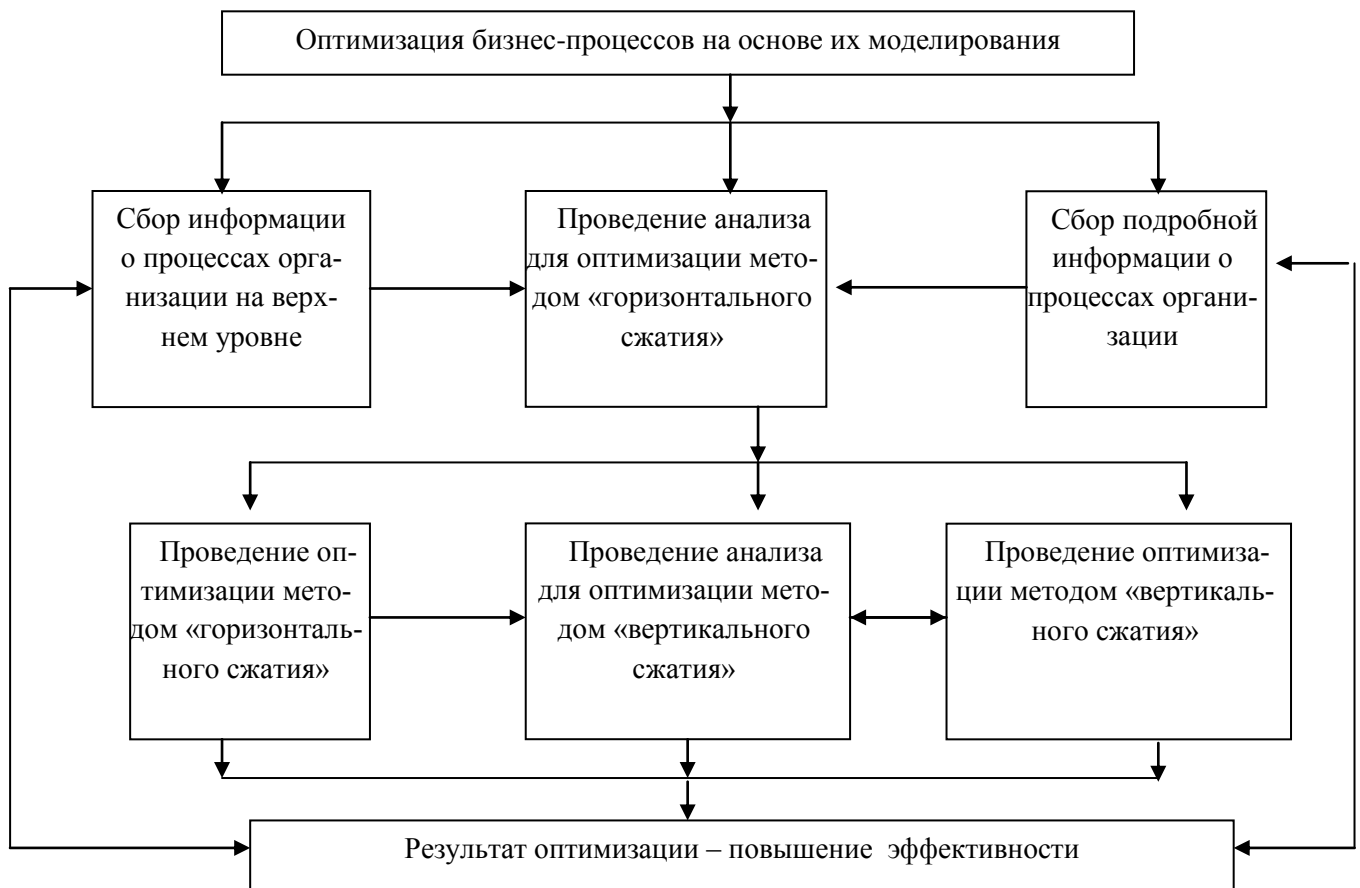 Оптимизация бизнес-процессов на основе их моделирования
Сбор информации
о процессах орга-
низации на верх-
нем уровне
Проведение анализа
для оптимизации мето-
дом «горизонтального
сжатия»
Сбор подробной
информации о
процессах органи-
зации
Проведение оп-
тимизации мето-
дом «горизонталь-
ного сжатия»
Проведение анализа
для оптимизации мето-
дом «вертикального
сжатия»
Проведение оптимиза-
ции методом «вертикаль-
ного сжатия»
Результат оптимизации – повышение эффективности